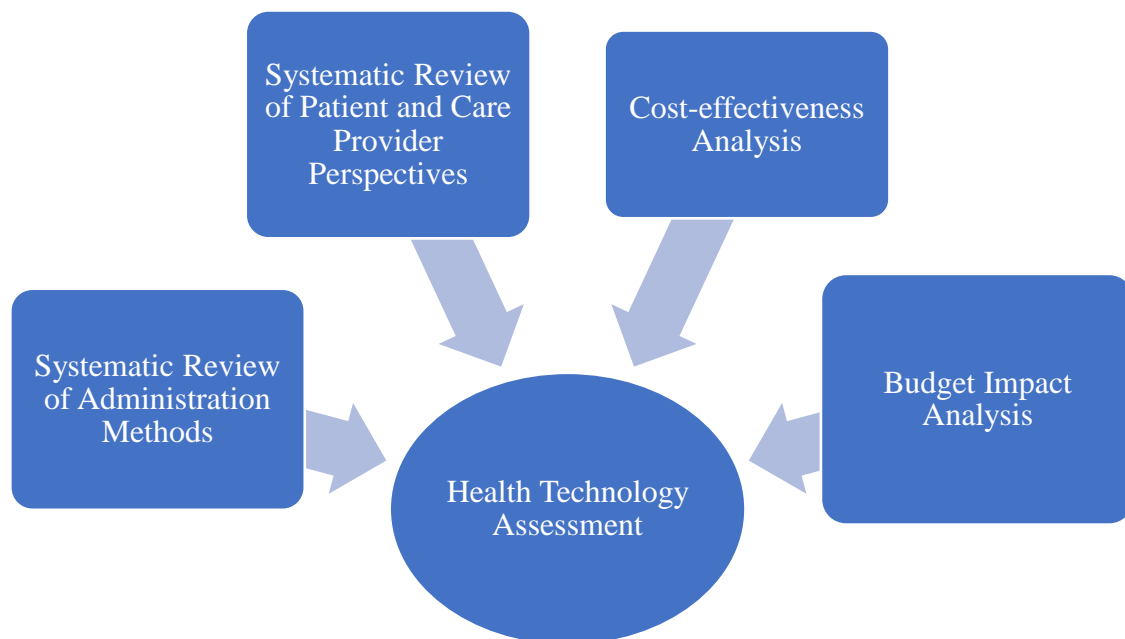 Systematic Review
of Patient and Care
Provider
Perspectives
Cost-effectiveness
Analysis
Systematic Review
of Administration
Methods
Budget Impact
Analysis
Health Technology
Assessment